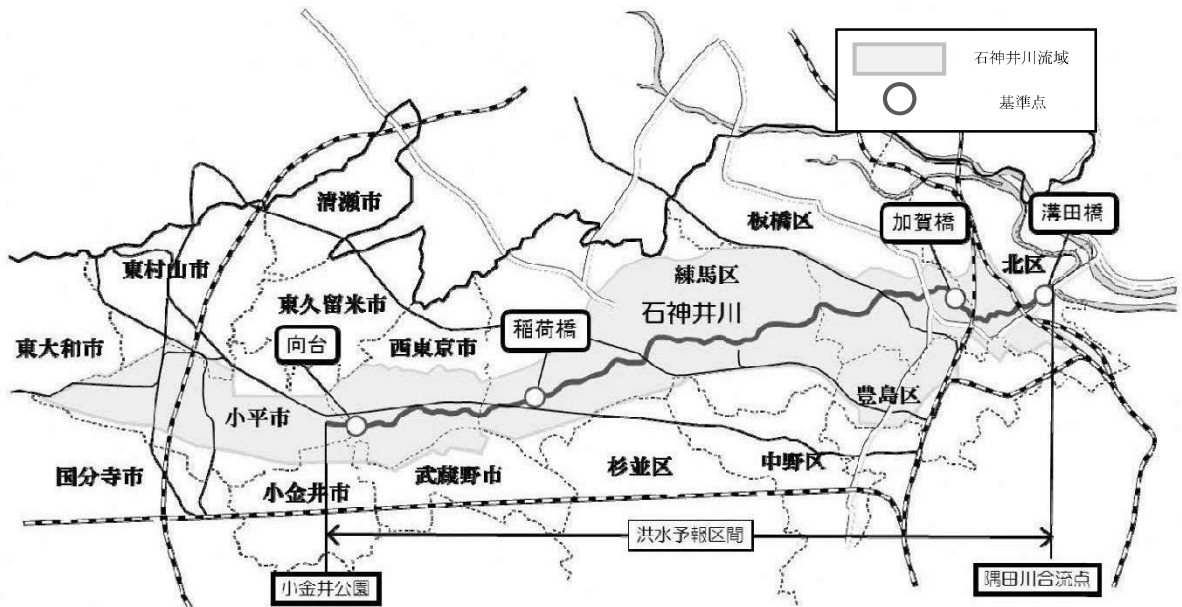 石神井川流域
基準点
清瀬市
板橋区
加賀橋
溝田橋
東村山市
練馬区
北区
東久留米市
石神井川
東大和市
向台
西東京市
稲荷橋
小平市
豊島区
国分寺市
小金井市
武蔵野市
杉並区
中野区
洪水予報区間
小金井公園
隅田川合流点